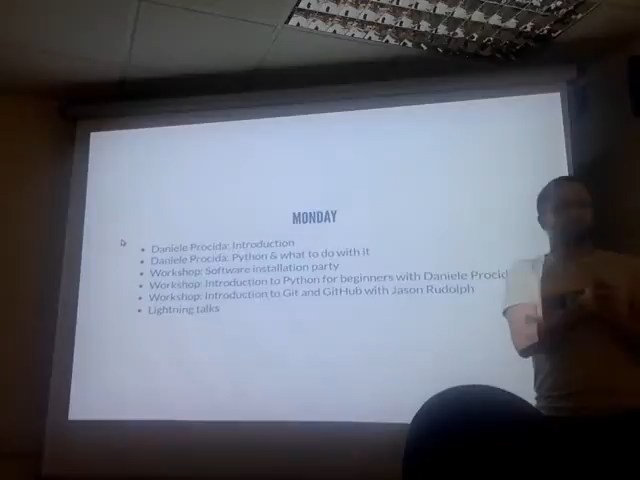 MONDAY
• Daniele Procida: Introduction
• Daniele Procida: Python & what to do with it
• Workshop: Software installation party
• Workshop: Introduction to Python for beginners with Daniele Procid
• Workshop: Introduction to Git and GitHub with Jason Rudolph
• Lightning talks